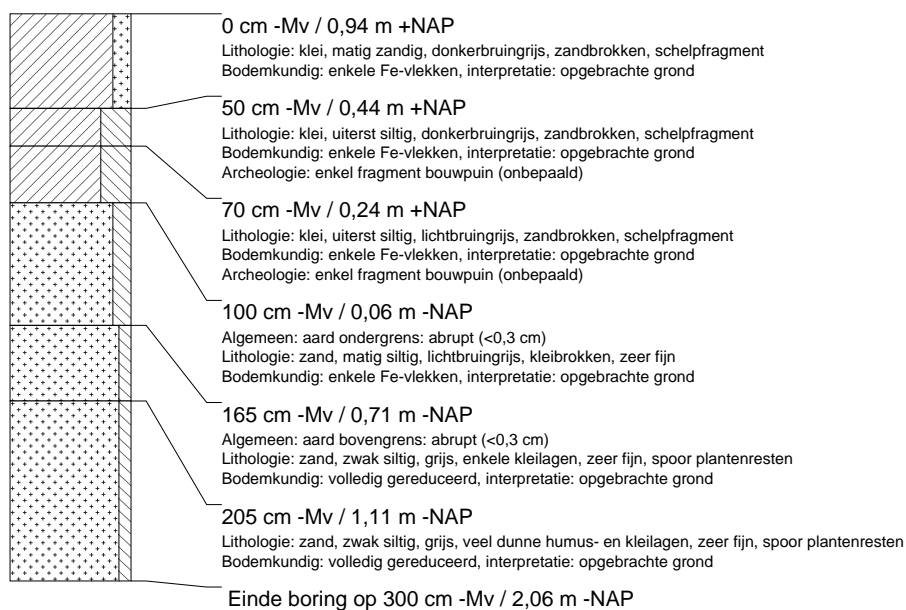 0 cm -Mv / 0,94 m +NAP
Lithologie: klei, matig zandig, donkerbruingrijs, zandbrokken, schelpfragment
Bodemkundig: enkele Fe-vlekken, interpretatie: opgebrachte grond
50 cm -Mv / 0,44 m +NAP
Lithologie: klei, uiterst siltig, donkerbruingrijs, zandbrokken, schelpfragment
Bodemkundig: enkele Fe-vlekken, interpretatie: opgebrachte grond
Archeologie: enkel fragment bouwpuin (onbepaald)
70 cm -Mv / 0,24 m +NAP
Lithologie: klei, uiterst siltig, lichtbruingrijs, zandbrokken, schelpfragment
Bodemkundig: enkele Fe-vlekken, interpretatie: opgebrachte grond
Archeologie: enkel fragment bouwpuin (onbepaald)
100 cm -Mv / 0,06 m -NAP
Algemeen: aard ondergrens: abrupt (<0,3 cm)
Lithologie: zand, matig siltig, lichtbruingrijs, kleibrokken, zeer fijn
Bodemkundig: enkele Fe-vlekken, interpretatie: opgebrachte grond
165 cm -Mv / 0,71 m -NAP
Algemeen: aard bovengrens: abrupt (<0,3 cm)
Lithologie: zand, zwak siltig, grijs, enkele kleilagen, zeer fijn, spoor plantenresten
Bodemkundig: volledig gereduceerd, interpretatie: opgebrachte grond
205 cm -Mv / 1,11 m -NAP
Lithologie: zand, zwak siltig, grijs, veel dunne humus- en kleilagen, zeer fijn, spoor plantenresten
Bodemkundig: volledig gereduceerd, interpretatie: opgebrachte grond
Einde boring op 300 cm -Mv / 2,06 m -NAP